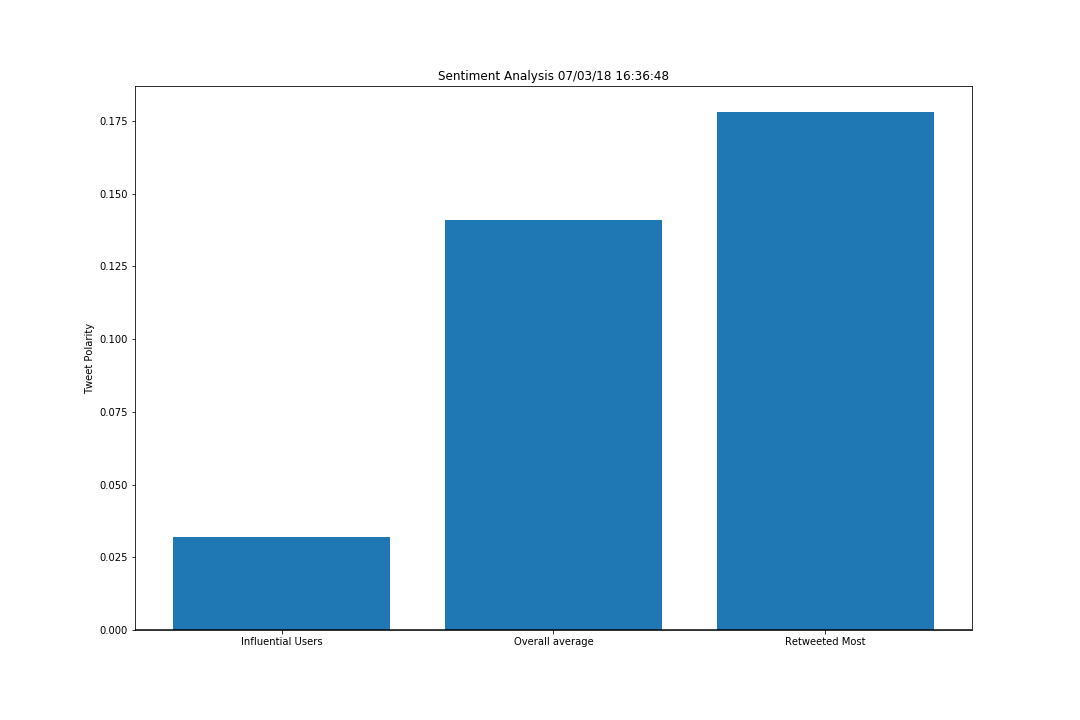 Sentiment Analysis 07/03/18 16:36:48
Tweet Polarity
0.175
0.150
0.125
0.100
0.075
0.050
0.025
0.000
Influential Users
Overall average
Retweeted Most